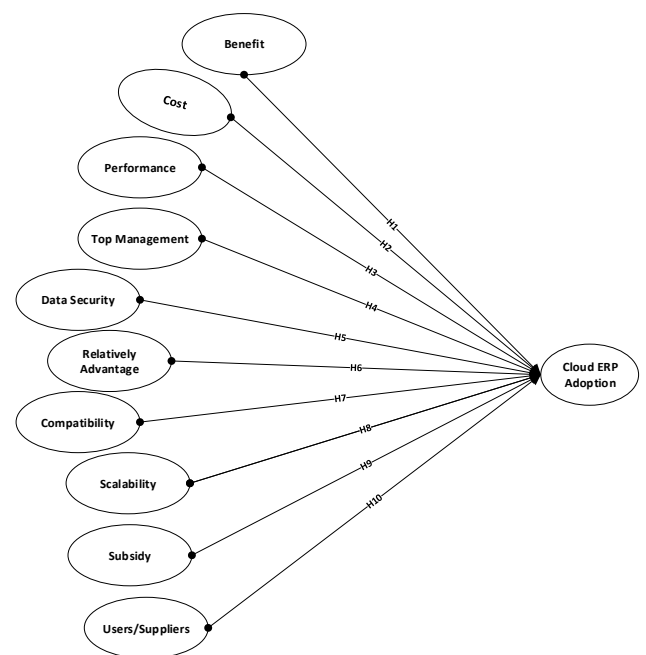 Benefit
Cost
Performance
Top Management
Data Security
Relatively
Advantage
Compatibility
Scalability
Subsidy
Users/Suppliers
H1
H2
H3
H4
H5
H6
H7
H8
H9
H10
Cloud ERP
Adoption